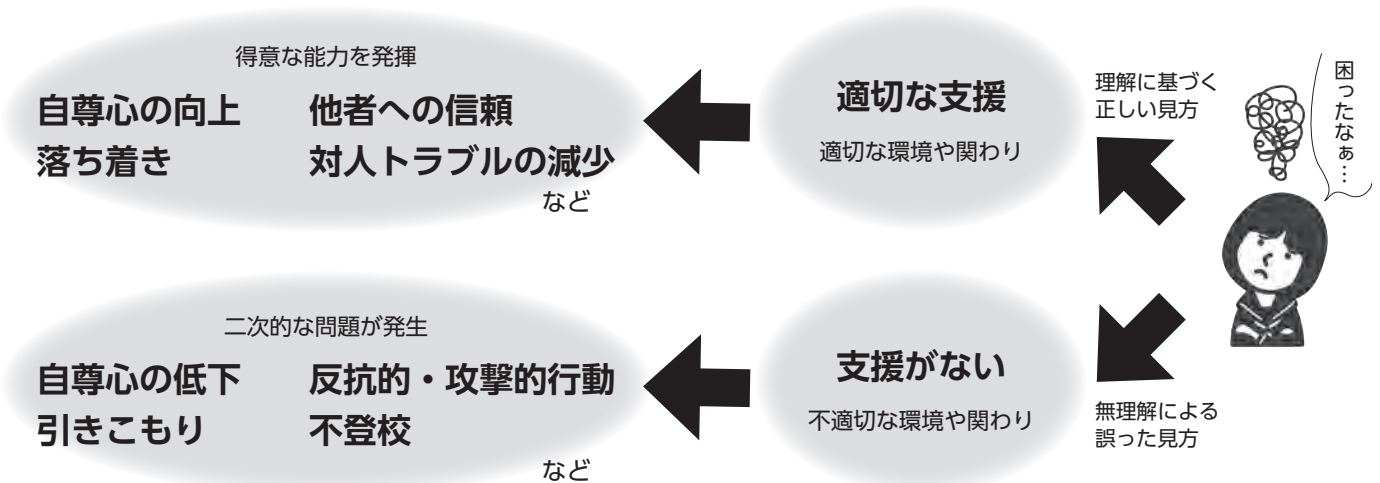 困ったなぁ…
理解に基づく
正しい見方
適切な支援
適切な環境や関わり
得意な能力を発揮
自尊心の向上 他者への信頼
落ち着き 対人トラブルの減少
など
無理解による
誤った見方
支援がない
不適切な環境や関わり
二次的な問題が発生
自尊心の低下 反抗的・攻撃的行動
引きこもり 不登校
など